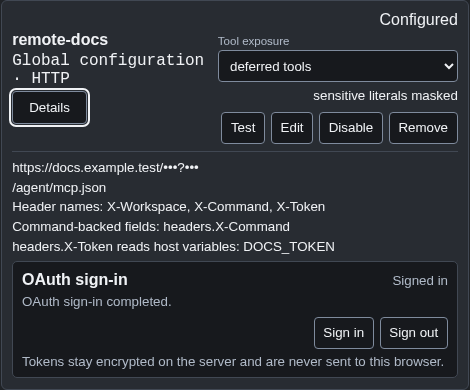 Configured
remote-docs
Global configuration
· HTTP
Details
Tool exposure
deferred tools
sensitive literals masked
Test Edit Disable Remove
https://docs.example.test/•••?•••
/agent/mcp.json
Header names: X-Workspace, X-Command, X-Token
Command-backed fields: headers.X-Command
headers.X-Token reads host variables: DOCS_TOKEN
OAuth sign-in Signed in
OAuth sign-in completed.
Sign in Sign out
Tokens stay encrypted on the server and are never sent to this browser.